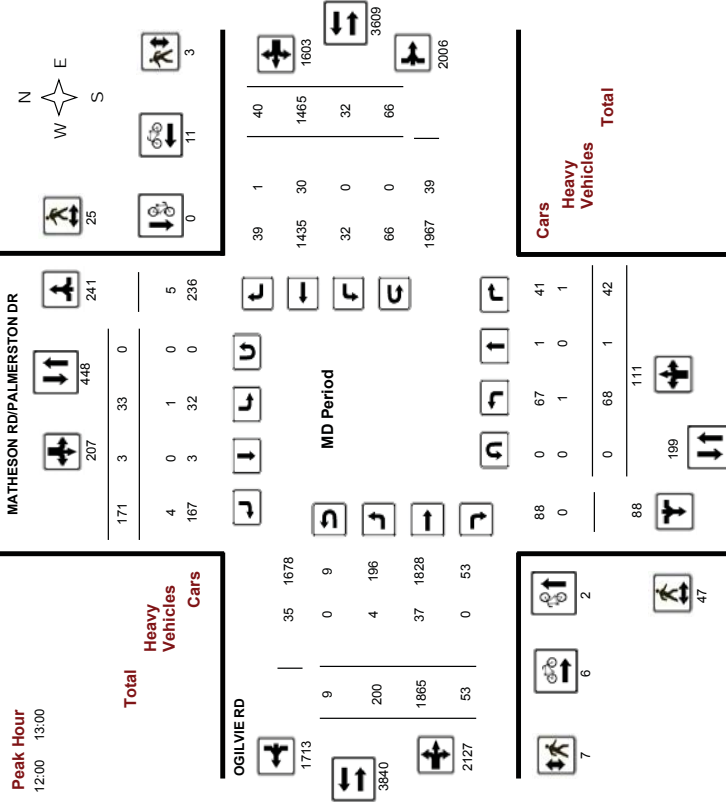 Peak Hour
12:00 13:00
MATHESON RD/PALMERSTON DR
N
W E
S
Total
Heavy
Vehicles
Cars
207
448
241
25
171 3 33 0
4 0 1 0 5
167 3 32 0 236
0
11
3
OGILVIE RD
1713
3840
2127
35 1678
9 0 9
200 4 196
1865 37 1828
53 0 53
MD Period
39 1 40
1435 30 1465
32 0 32
66 0 66
1967 39
1603
3609
2006
7
6
2
47
88 0 67 1 41
0 0 1 0 1
0 68 1 42
88
199
111
Cars
Heavy
Vehicles
Total